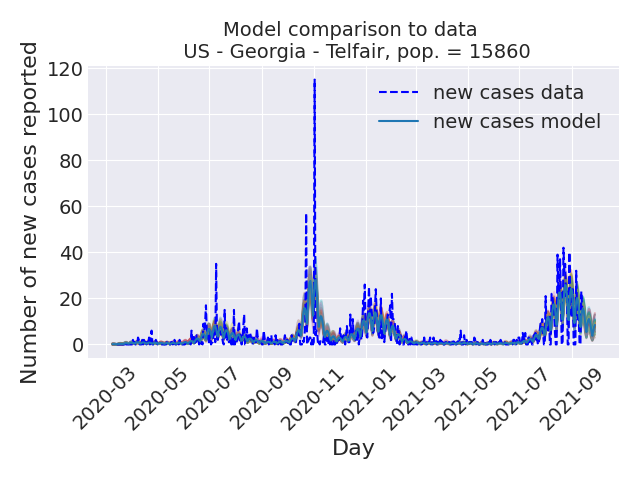 Model comparison to data
US - Georgia - Telfair, pop. = 15860
Number of new cases reported
120
100
80
60
40
20
0
new cases data
new cases model
2020-03
2020-05
2020-07
2020-09
2020-11
2021-01
2021-03
2021-05
2021-07
2021-09
Day